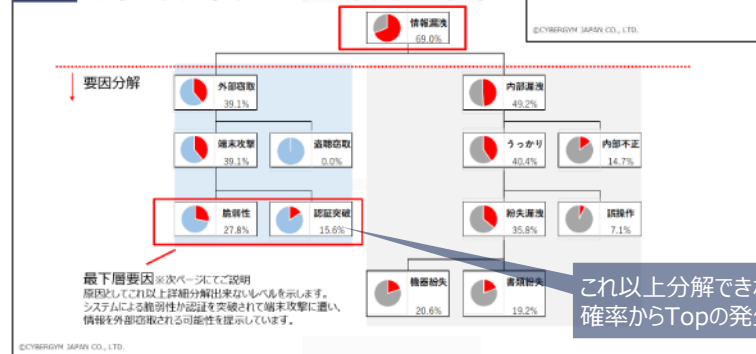 ©CYBERGYM JAPAN CO., LTD.
情報漏洩
69.0%
要因分解
外部窃取
39.1%
内部漏洩
49.2%
端末攻撃
39.1%
盗聴窃取
0.0%
うっかり
40.4%
内部不正
14.7%
脆弱性
27.8%
認証突破
15.6%
紛失漏洩
35.8%
誤操作
7.1%
最下層要因※次ページにてご説明
原因としてこれ以上詳細分解出来ないレベルを示します。
システムによる脆弱性か認証を突破されて端末攻撃に遭い、
情報を外部窃取される可能性を提示しています。
機器紛失
20.6%
書類紛失
19.2%
これ以上分解でき
確率からTopの発
©CYBERGYM JAPAN CO., LTD.